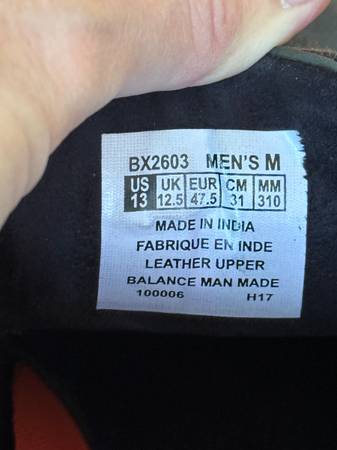 BX2603 MEN'S M
US UK EUR CM MM
13 12.5 47.5 31 310
MADE IN INDIA
FABRIQUE EN INDE
LEATHER UPPER
BALANCE MAN MADE
100006 H17